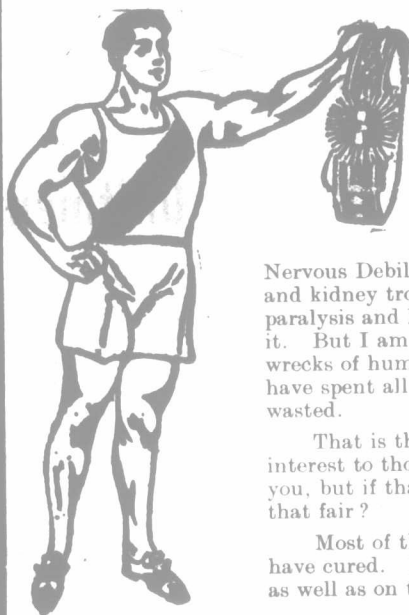 Nervous Debil
and kidney tro
paralysis and
it. But I am
wrecks of hum
have spent all
wasted.
That is th
interest to tho
you, but if tha
that fair ?
Most of th
have cured.
as well as on t